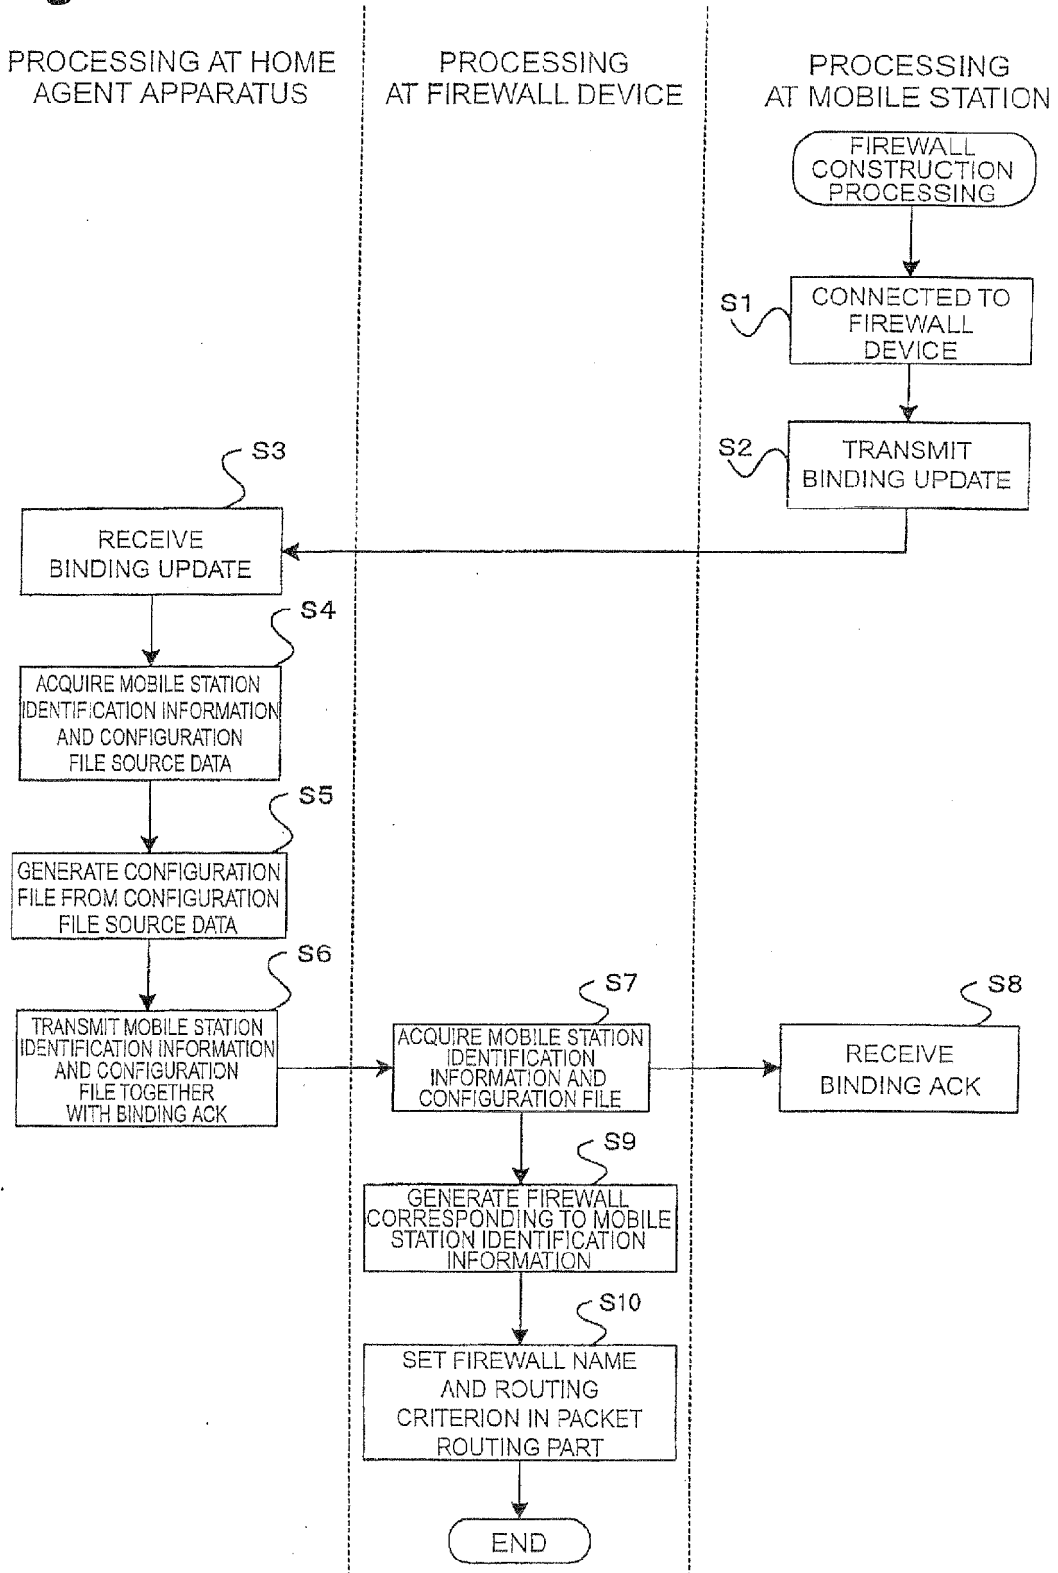 PROCESSING AT HOME
AGENT APPARATUS
PROCESSING
AT FIREWALL DEVICE
PROCESSING
AT MOBILE STATION
FIREWALL
CONSTRUCTION
PROCESSING
S1
CONNECTED TO
FIREWALL
DEVICE
S2
TRANSMIT
BINDING UPDATE
S3
RECEIVE
BINDING UPDATE
S4
ACQUIRE MOBILE STATION
IDENTIFICATION INFORMATION
AND CONFIGURATION
FILE SOURCE DATA
S5
GENERATE CONFIGURATION
FILE FROM CONFIGURATION
FILE SOURCE DATA
S6
TRANSMIT MOBILE STATION
IDENTIFICATION INFORMATION
AND CONFIGURATION
FILE TOGETHER
WITH BINDING ACK
S7
ACQUIRE MOBILE STATION
IDENTIFICATION
INFORMATION AND
CONFIGURATION FILE
S8
RECEIVE
BINDING ACK
S9
GENERATE FIREWALL
CORRESPONDING TO MOBILE
STATION IDENTIFICATION
INFORMATION
S10
SET FIREWALL NAME
AND ROUTING
CRITERION IN PACKET
ROUTING PART
END